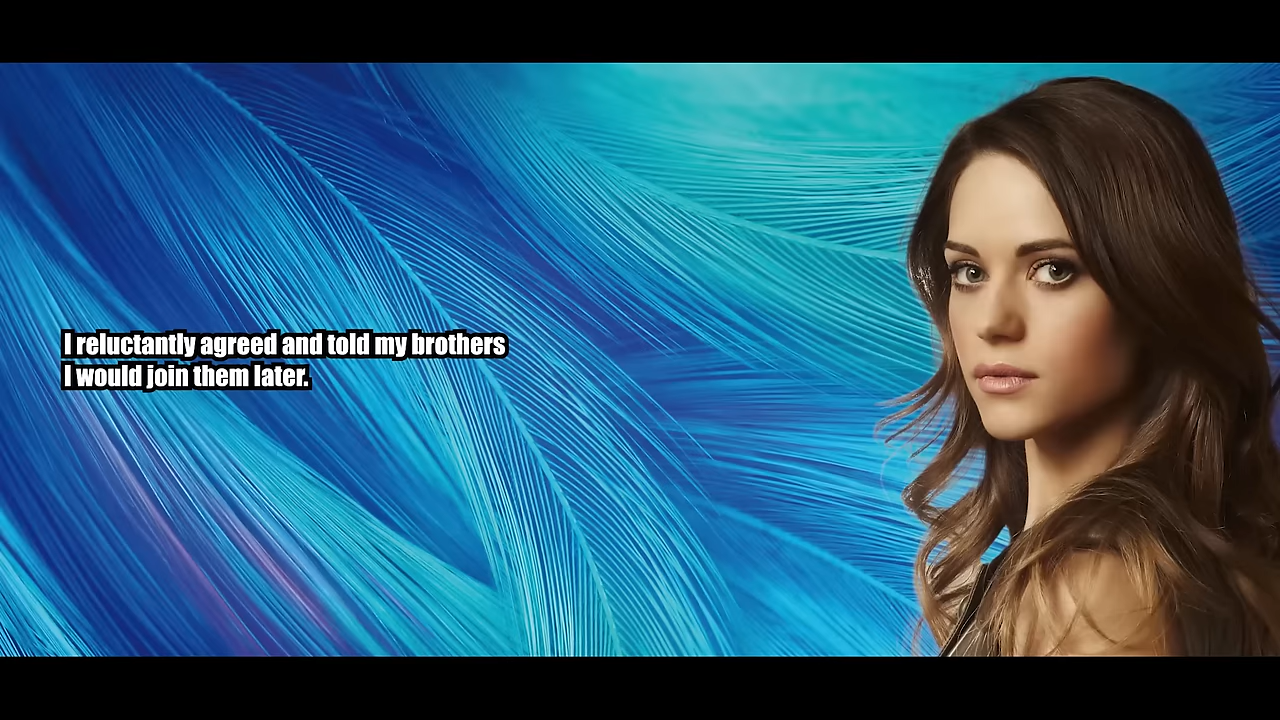 I reluctantly agreed and told my brothers
I would join them later.